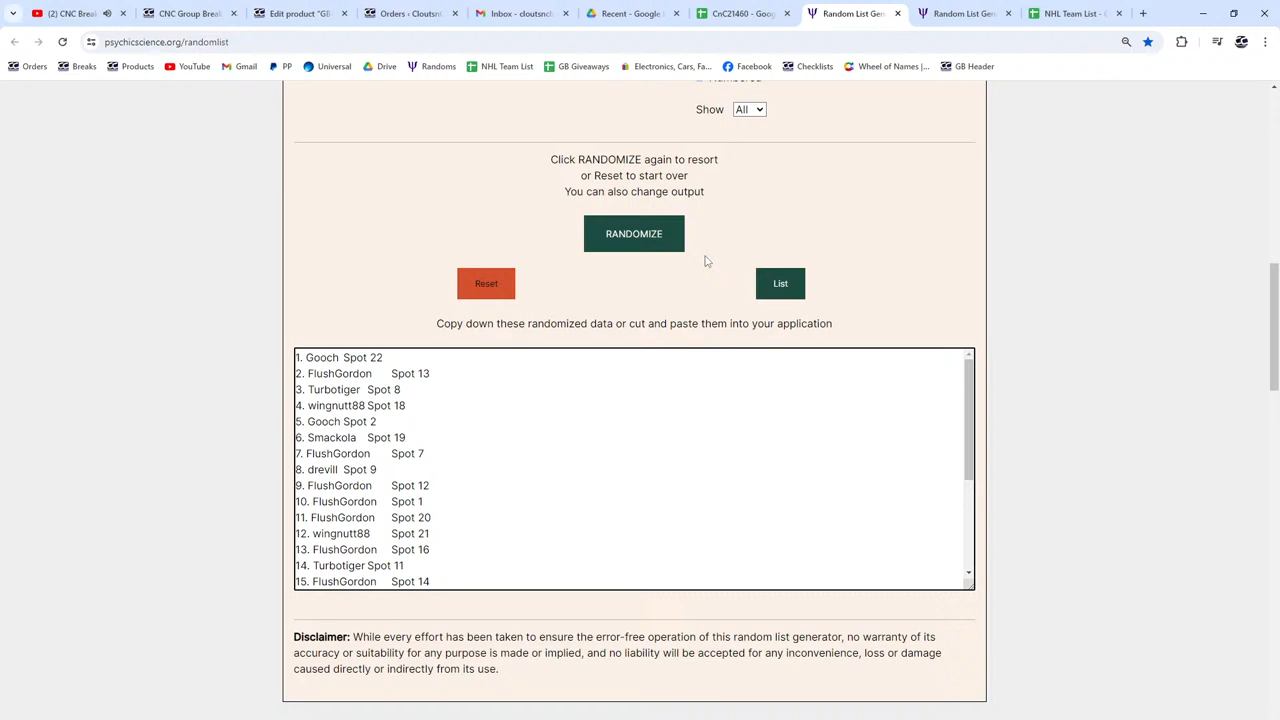 (2) CNC Break
CNC Group Break
Edit product "GB
Orders ‹ CloutsN
Inbox - cloutsncl
Recent - Google
CnC21460 - Goog
Random List Gen
Random List Gen
NHL Team List - G
psychicscience.org/randomlist
Orders
Breaks
Products
YouTube
Gmail
PP
Universal
Drive
Randoms
NHL Team List
GB Giveaways
Electronics, Cars, Fa...
Facebook
Checklists
Wheel of Names |...
GB Header
Numbered
Show All
Click RANDOMIZE again to resort
or Reset to start over
You can also change output
RANDOMIZE
Reset
List
Copy down these randomized data or cut and paste them into your application
1. Gooch Spot 22
2. FlushGordon Spot 13
3. Turbotiger Spot 8
4. wingnutt88 Spot 18
5. Gooch Spot 2
6. Smackola Spot 19
7. FlushGordon Spot 7
8. drevill Spot 9
9. FlushGordon Spot 12
10. FlushGordon Spot 1
11. FlushGordon Spot 20
12. wingnutt88 Spot 21
13. FlushGordon Spot 16
14. Turbotiger Spot 11
15. FlushGordon Spot 14
Disclaimer: While every effort has been taken to ensure the error-free operation of this random list generator, no warranty of its
accuracy or suitability for any purpose is made or implied, and no liability will be accepted for any inconvenience, loss or damage
caused directly or indirectly from its use.